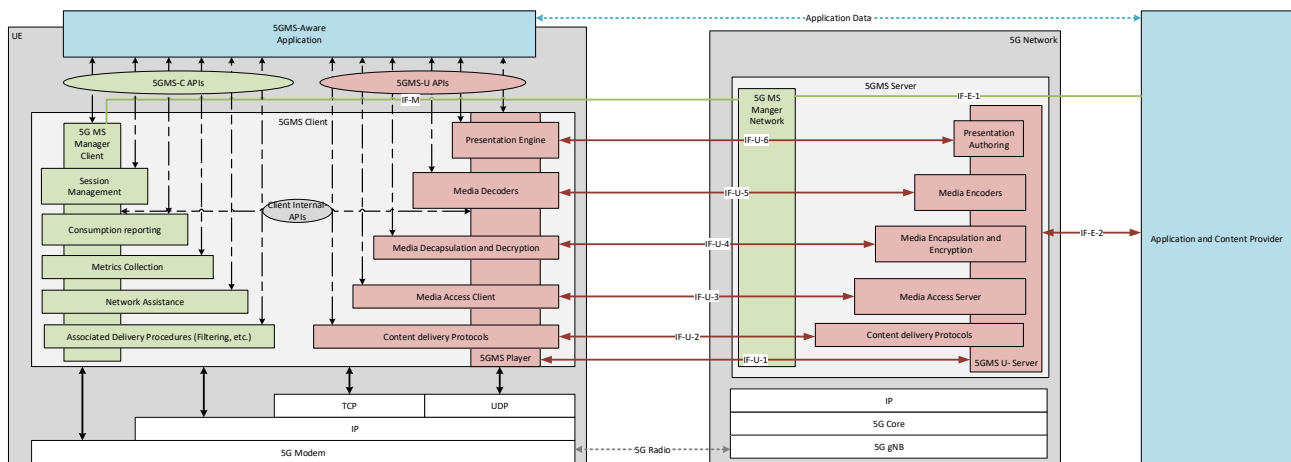 Application Data
UE
5GMS-Aware
Application
5G Network
5GMS-C APIs
5GMS-U APIs
5GMS Server
IF-M
IF-E-1
5G MS
Manger
Network
5GMS Client
5G MS
Manager
Client
Presentation Engine
IF-U-6
Presentation
Authoring
Session
Management
Media Decoders
IF-U-5
Media Encoders
Client Internal-
APIs
Consumption reporting
IF-E-2
Application and Content Provider
Media Decapsulation and Decryption
IF-U-4
Media Encapsulation and
Encryption
Metrics Collection
Network Assistance
Media Access Client
IF-U-3
Media Access Server
Associated Delivery Procedures (Filtering, etc.)
Content delivery Protocols
IF-U-2
Content delivery Protocols
5GMS Player
IF-U-1
5GMS U- Server
TCP
UDP
IP
IP
5G Core
5G Modem
5G Radio
5G gNB